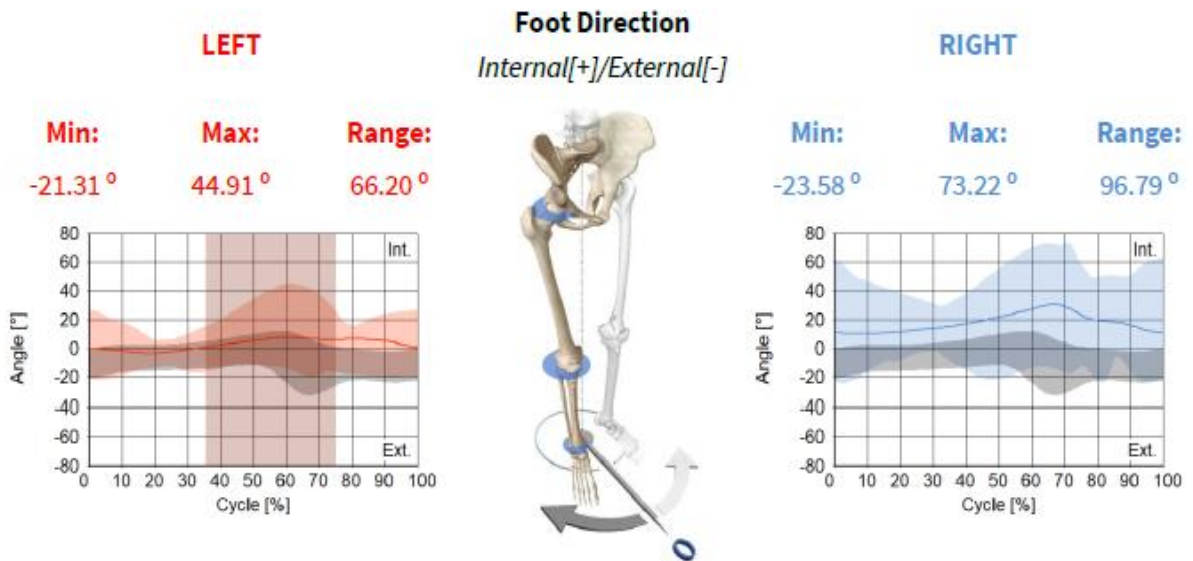 Foot Direction
LEFT
Internal[+]/External[-]
RIGHT
Min: Max: Range:
-21.31 º 44.91 º 66.20 º
Min: Max: Range:
-23.58 º 73.22 º 96.79 º
80
60
40
20
0
-20
-40
-60
-80
Angle [°]
Int.
Ext.
0 10 20 30 40 50 60 70 80 90 100
Cycle [%]
80
60
40
20
0
-20
-40
-60
-80
Angle [°]
Int.
Ext.
0 10 20 30 40 50 60 70 80 90 100
Cycle [%]
0